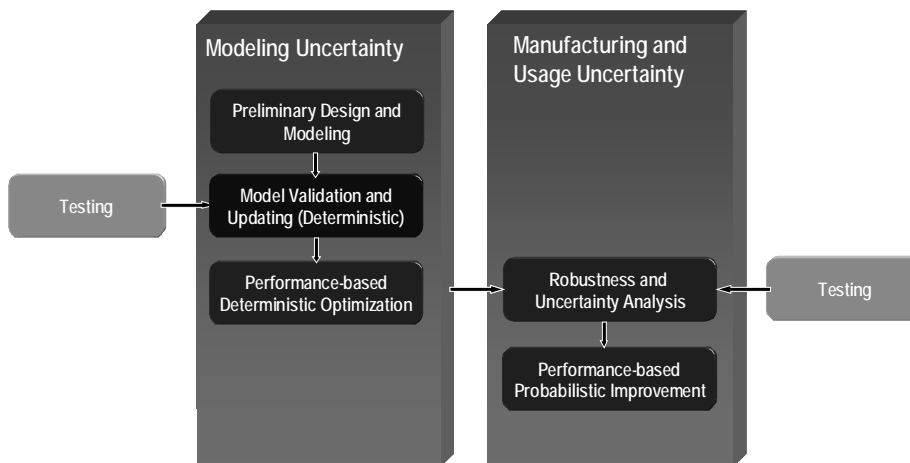 Modeling Uncertainty
Preliminary Design and
Modeling
Testing
Model Validation and
Updating (Deterministic)
Performance-based
Deterministic Optimization
Manufacturing and
Usage Uncertainty
Robustness and
Uncertainty Analysis
Testing
Performance-based
Probabilistic Improvement